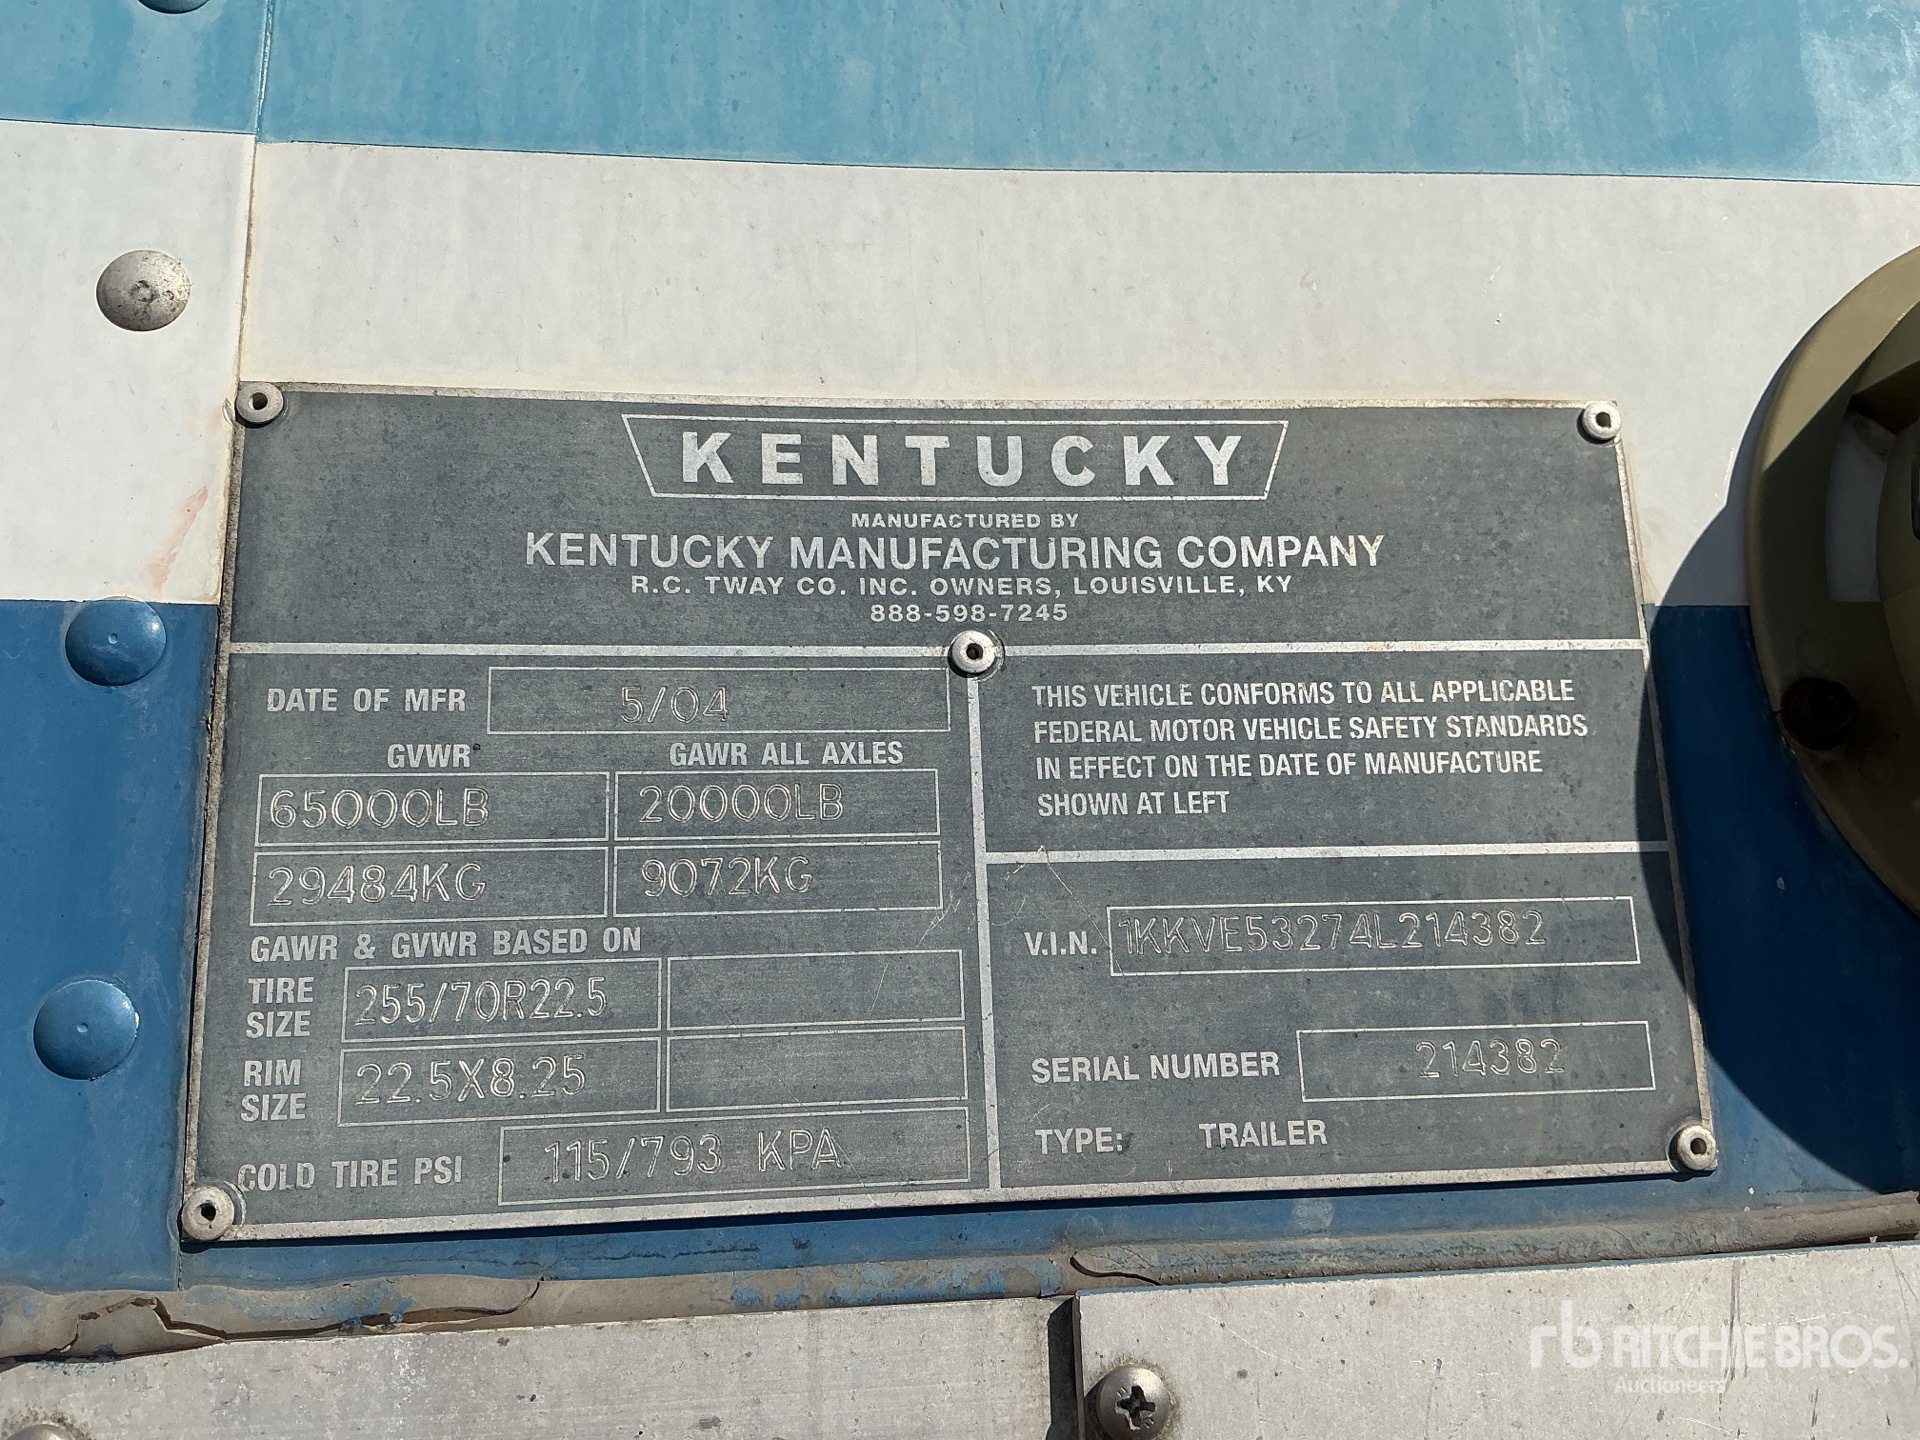 KENTUCKY
MANUFACTURED BY
KENTUCKY MANUFACTURING COMPANY
R.C. TWAY CO. INC. OWNERS, LOUISVILLE, KY
888-598-7245
DATE OF MFR 5/04
GVWR GAWR ALL AXLES
65000LB 20000LB
29484KG 9072KG
GAWR & GVWR BASED ON
TIRE SIZE 255/70R22.5
RIM SIZE 22.5X8.25
COLD TIRE PSI 115/793 KPA
THIS VEHICLE CONFORMS TO ALL APPLICABLE
FEDERAL MOTOR VEHICLE SAFETY STANDARDS
IN EFFECT ON THE DATE OF MANUFACTURE
SHOWN AT LEFT
V.I.N. 1KKVE53274L214382
SERIAL NUMBER 214382
TYPE: TRAILER
rb RITCHIE BROS.
Auctioneers